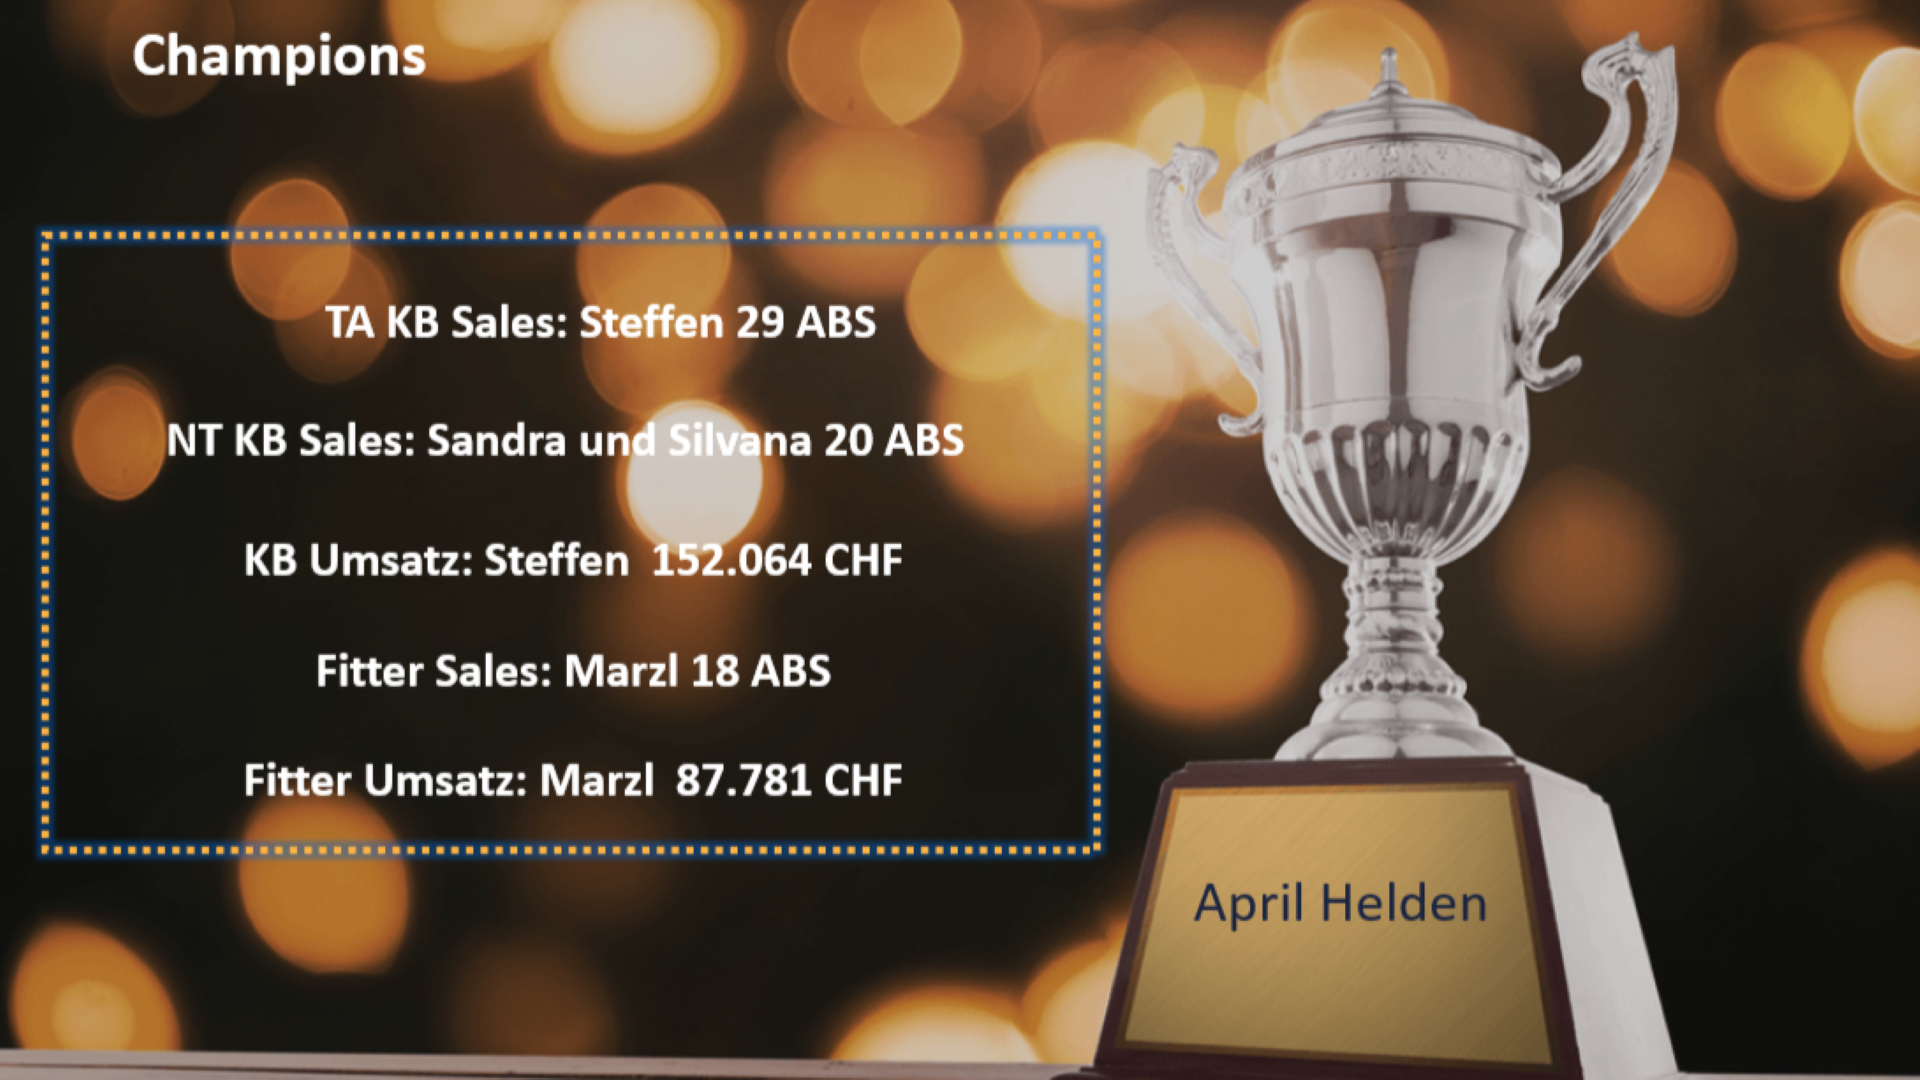 Champions
TA KB Sales: Steffen 29 ABS
NT KB Sales: Sandra und Silvana 20 ABS
KB Umsatz: Steffen  152.064 CHF
Fitter Sales: Marzl 18 ABS
Fitter Umsatz: Marzl  87.781 CHF
April Helden